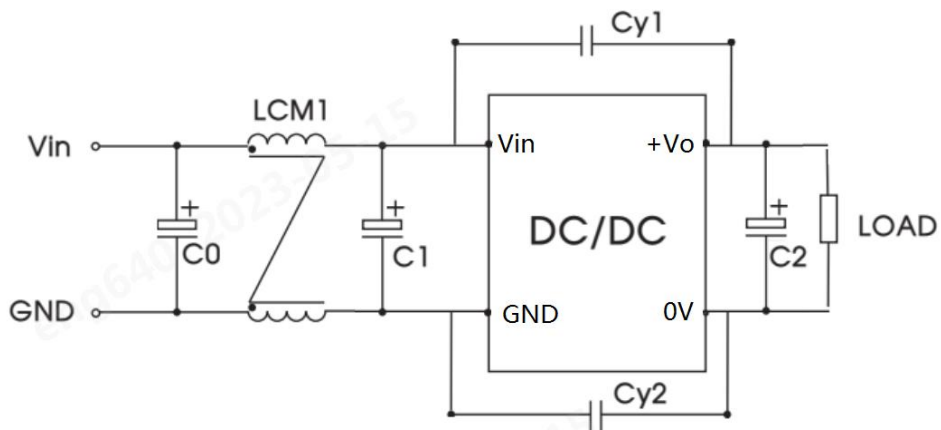 Cy1
LCM1
Vin
Vin
+Vo
+
C0
+
C1
DC/DC
+
C2
LOAD
GND
GND
0V
Cy2